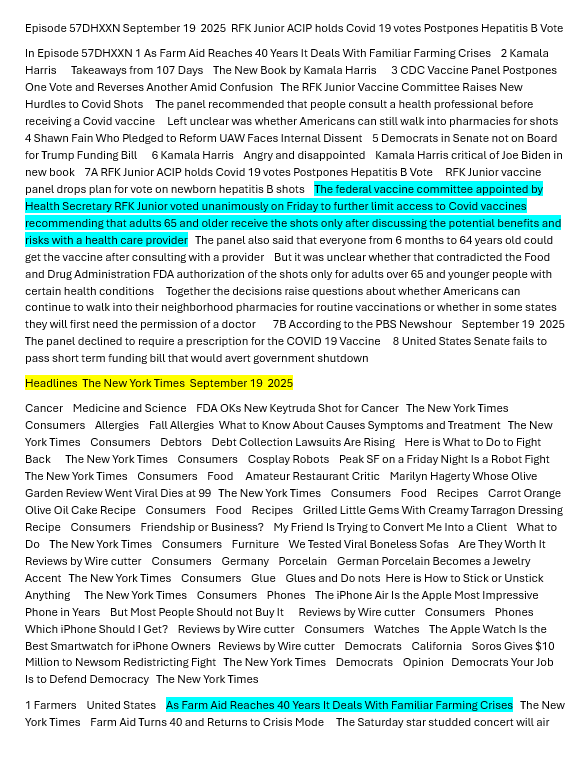 Episode 57DHXXN September 19  2025  RFK Junior ACIP holds Covid 19 votes Postpones Hepatitis B Vote
In Episode 57DHXXN 1 As Farm Aid Reaches 40 Years It Deals With Familiar Farming Crises   2 Kamala
Harris    Takeaways from 107 Days   The New Book by Kamala Harris    3 CDC Vaccine Panel Postpones
One Vote and Reverses Another Amid Confusion  The RFK Junior Vaccine Committee Raises New
Hurdles to Covid Shots   The panel recommended that people consult a health professional before
receiving a Covid vaccine   Left unclear was whether Americans can still walk into pharmacies for shots
4 Shawn Fain Who Pledged to Reform UAW Faces Internal Dissent   5 Democrats in Senate not on Board
for Trump Funding Bill    6 Kamala Harris   Angry and disappointed   Kamala Harris critical of Joe Biden in
new book   7A RFK Junior ACIP holds Covid 19 votes Postpones Hepatitis B Vote    RFK Junior vaccine
panel drops plan for vote on newborn hepatitis B shots   The federal vaccine committee appointed by
Health Secretary RFK Junior voted unanimously on Friday to further limit access to Covid vaccines
recommending that adults 65 and older receive the shots only after discussing the potential benefits and
risks with a health care provider   The panel also said that everyone from 6 months to 64 years old could
get the vaccine after consulting with a provider   But it was unclear whether that contradicted the Food
and Drug Administration FDA authorization of the shots only for adults over 65 and younger people with
certain health conditions    Together the decisions raise questions about whether Americans can
continue to walk into their neighborhood pharmacies for routine vaccinations or whether in some states
they will first need the permission of a doctor     7B According to the PBS Newshour   September 19  2025
The panel declined to require a prescription for the COVID 19 Vaccine    8 United States Senate fails to
pass short term funding bill that would avert government shutdown
Headlines  The New York Times  September 19  2025
Cancer   Medicine and Science   FDA OKs New Keytruda Shot for Cancer  The New York Times
Consumers   Allergies   Fall Allergies  What to Know About Causes Symptoms and Treatment  The New
York Times   Consumers   Debtors   Debt Collection Lawsuits Are Rising   Here is What to Do to Fight
Back    The New York Times   Consumers   Cosplay Robots   Peak SF on a Friday Night Is a Robot Fight
The New York Times   Consumers   Food   Amateur Restaurant Critic   Marilyn Hagerty Whose Olive
Garden Review Went Viral Dies at 99  The New York Times   Consumers   Food   Recipes   Carrot Orange
Olive Oil Cake Recipe   Consumers   Food   Recipes   Grilled Little Gems With Creamy Tarragon Dressing
Recipe   Consumers   Friendship or Business?   My Friend Is Trying to Convert Me Into a Client   What to
Do   The New York Times   Consumers   Furniture   We Tested Viral Boneless Sofas   Are They Worth It
Reviews by Wire cutter   Consumers   Germany   Porcelain   German Porcelain Becomes a Jewelry
Accent  The New York Times   Consumers   Glue   Glues and Do nots  Here is How to Stick or Unstick
Anything    The New York Times   Consumers   Phones   The iPhone Air Is the Apple Most Impressive
Phone in Years   But Most People Should not Buy It    Reviews by Wire cutter   Consumers   Phones
Which iPhone Should I Get?   Reviews by Wire cutter   Consumers   Watches   The Apple Watch Is the
Best Smartwatch for iPhone Owners  Reviews by Wire cutter   Democrats   California   Soros Gives $10
Million to Newsom Redistricting Fight  The New York Times   Democrats   Opinion  Democrats Your Job
Is to Defend Democracy  The New York Times
1 Farmers   United States   As Farm Aid Reaches 40 Years It Deals With Familiar Farming Crises  The New
York Times   Farm Aid Turns 40 and Returns to Crisis Mode    The Saturday star studded concert will air